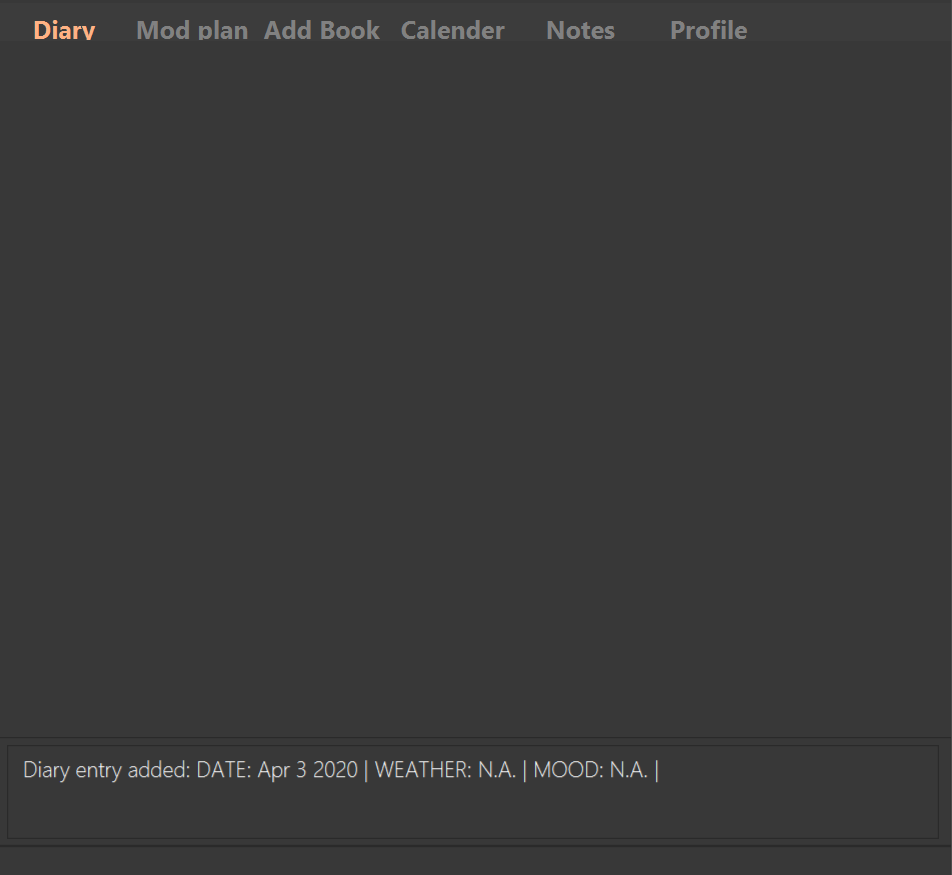 Diary Mod plan Add Book Calender Notes Profile
Diary entry added: DATE: Apr 3 2020 | WEATHER: N.A. | MOOD: N.A. |